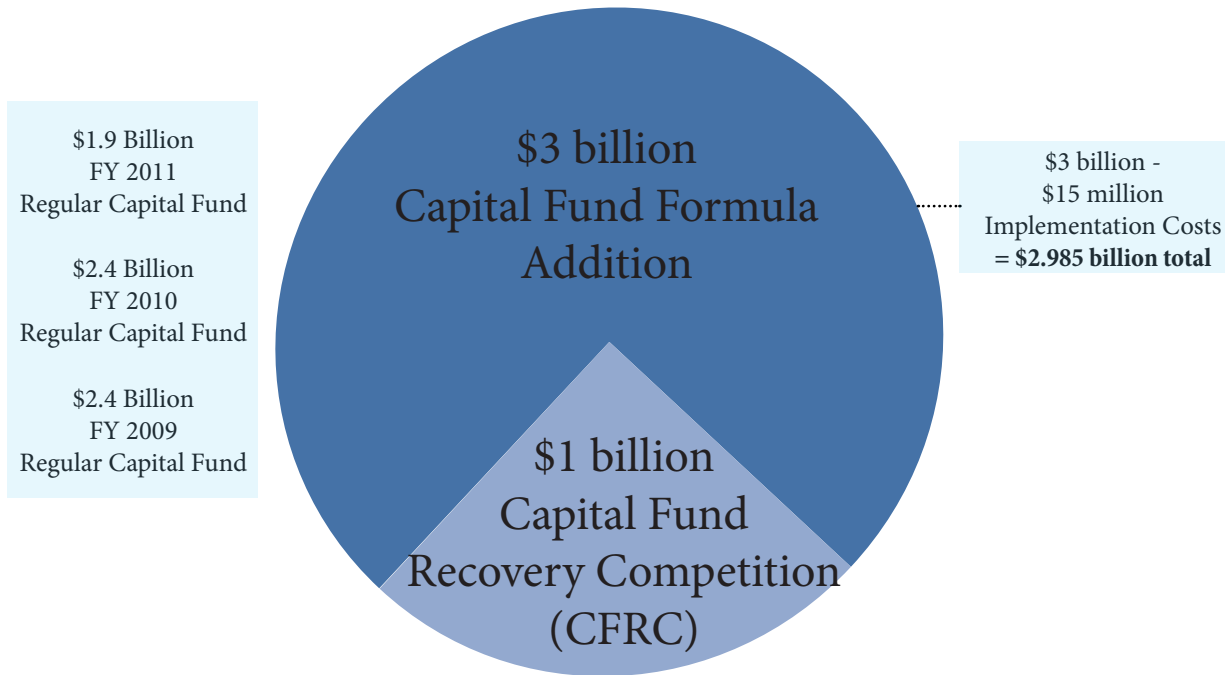 $1.9 Billion
FY 2011
Regular Capital Fund
$2.4 Billion
FY 2010
Regular Capital Fund
$2.4 Billion
FY 2009
Regular Capital Fund
$3 billion
Capital Fund Formula
Addition
$1 billion
Capital Fund
Recovery Competition
(CFRC)
$3 billion -
$15 million
Implementation Costs
= $2.985 billion total